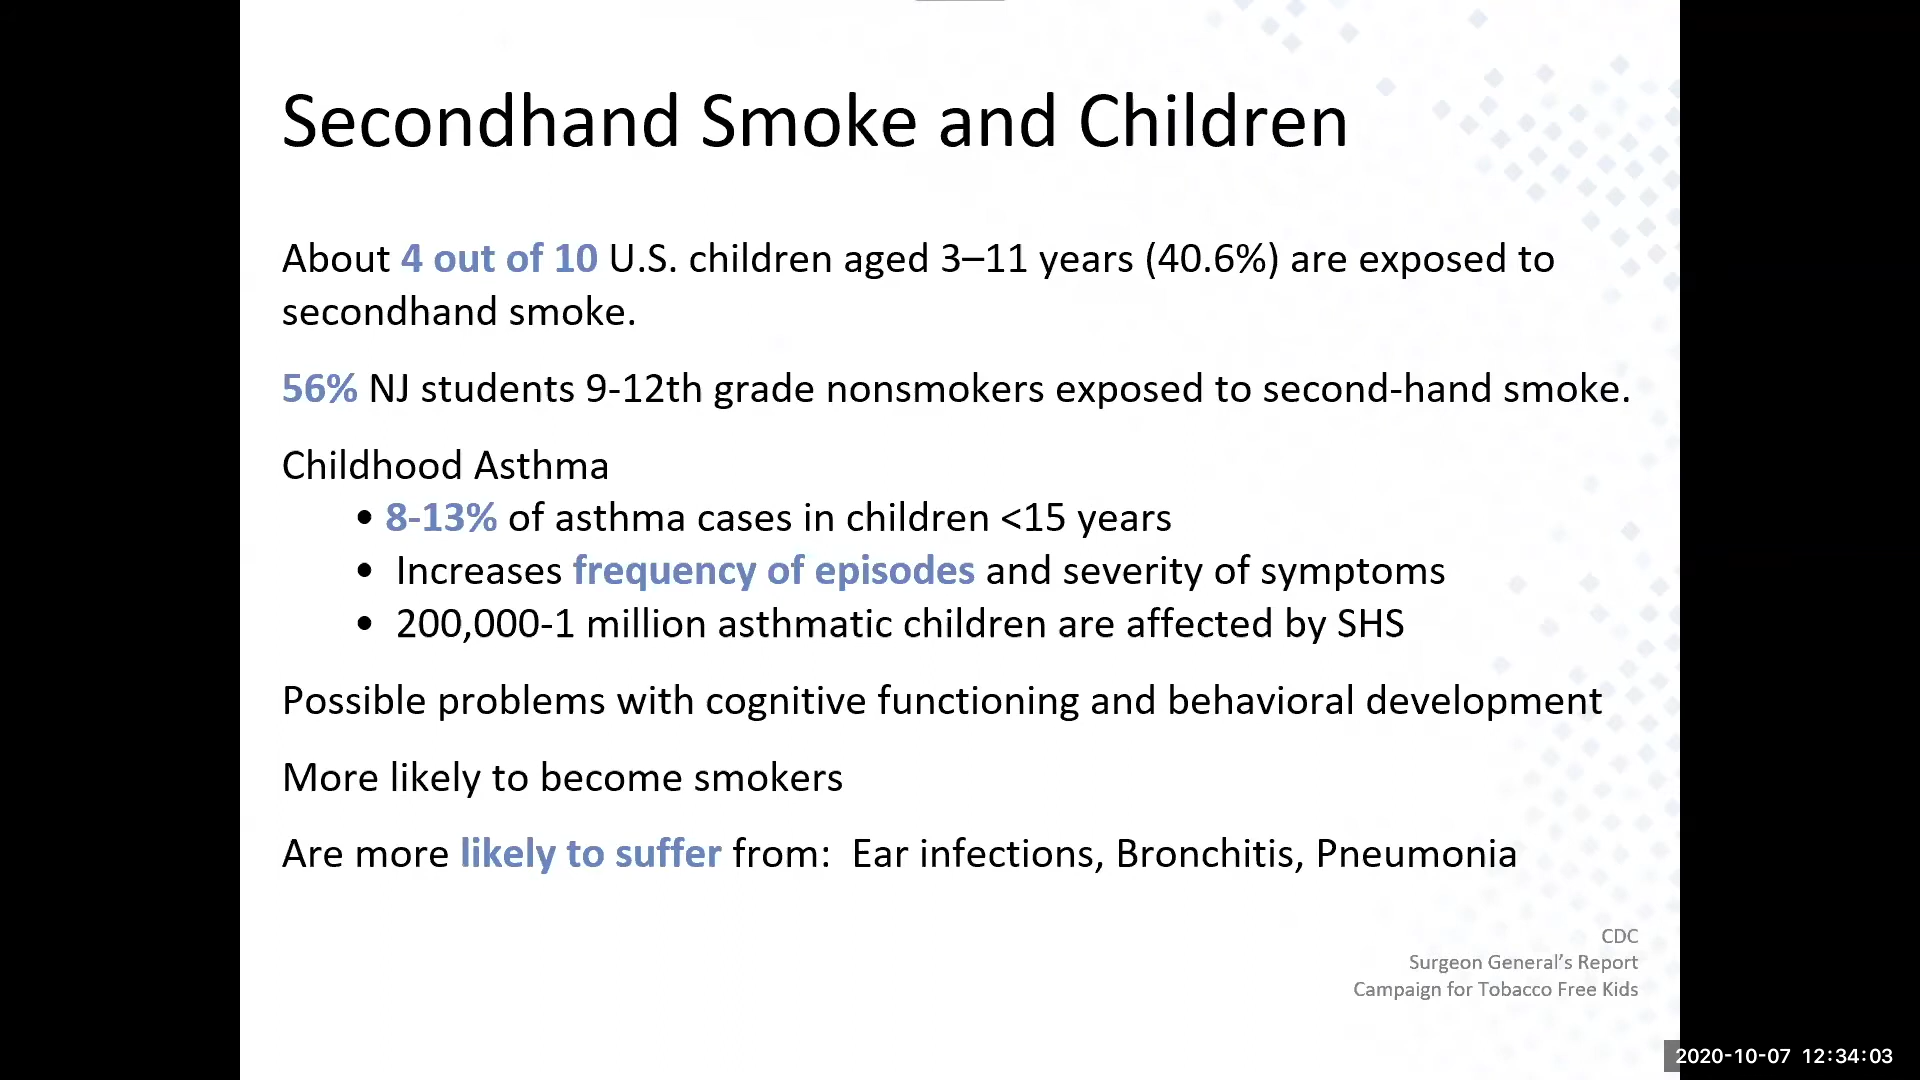 Secondhand Smoke and Children
About 4 out of 10 U.S. children aged 3–11 years (40.6%) are exposed to
secondhand smoke.
56% NJ students 9-12th grade nonsmokers exposed to second-hand smoke.
Childhood Asthma
• 8-13% of asthma cases in children <15 years
• Increases frequency of episodes and severity of symptoms
• 200,000-1 million asthmatic children are affected by SHS
Possible problems with cognitive functioning and behavioral development
More likely to become smokers
Are more likely to suffer from: Ear infections, Bronchitis, Pneumonia
CDC
Surgeon General’s Report
Campaign for Tobacco Free Kids
2020-10-07 12:34:03